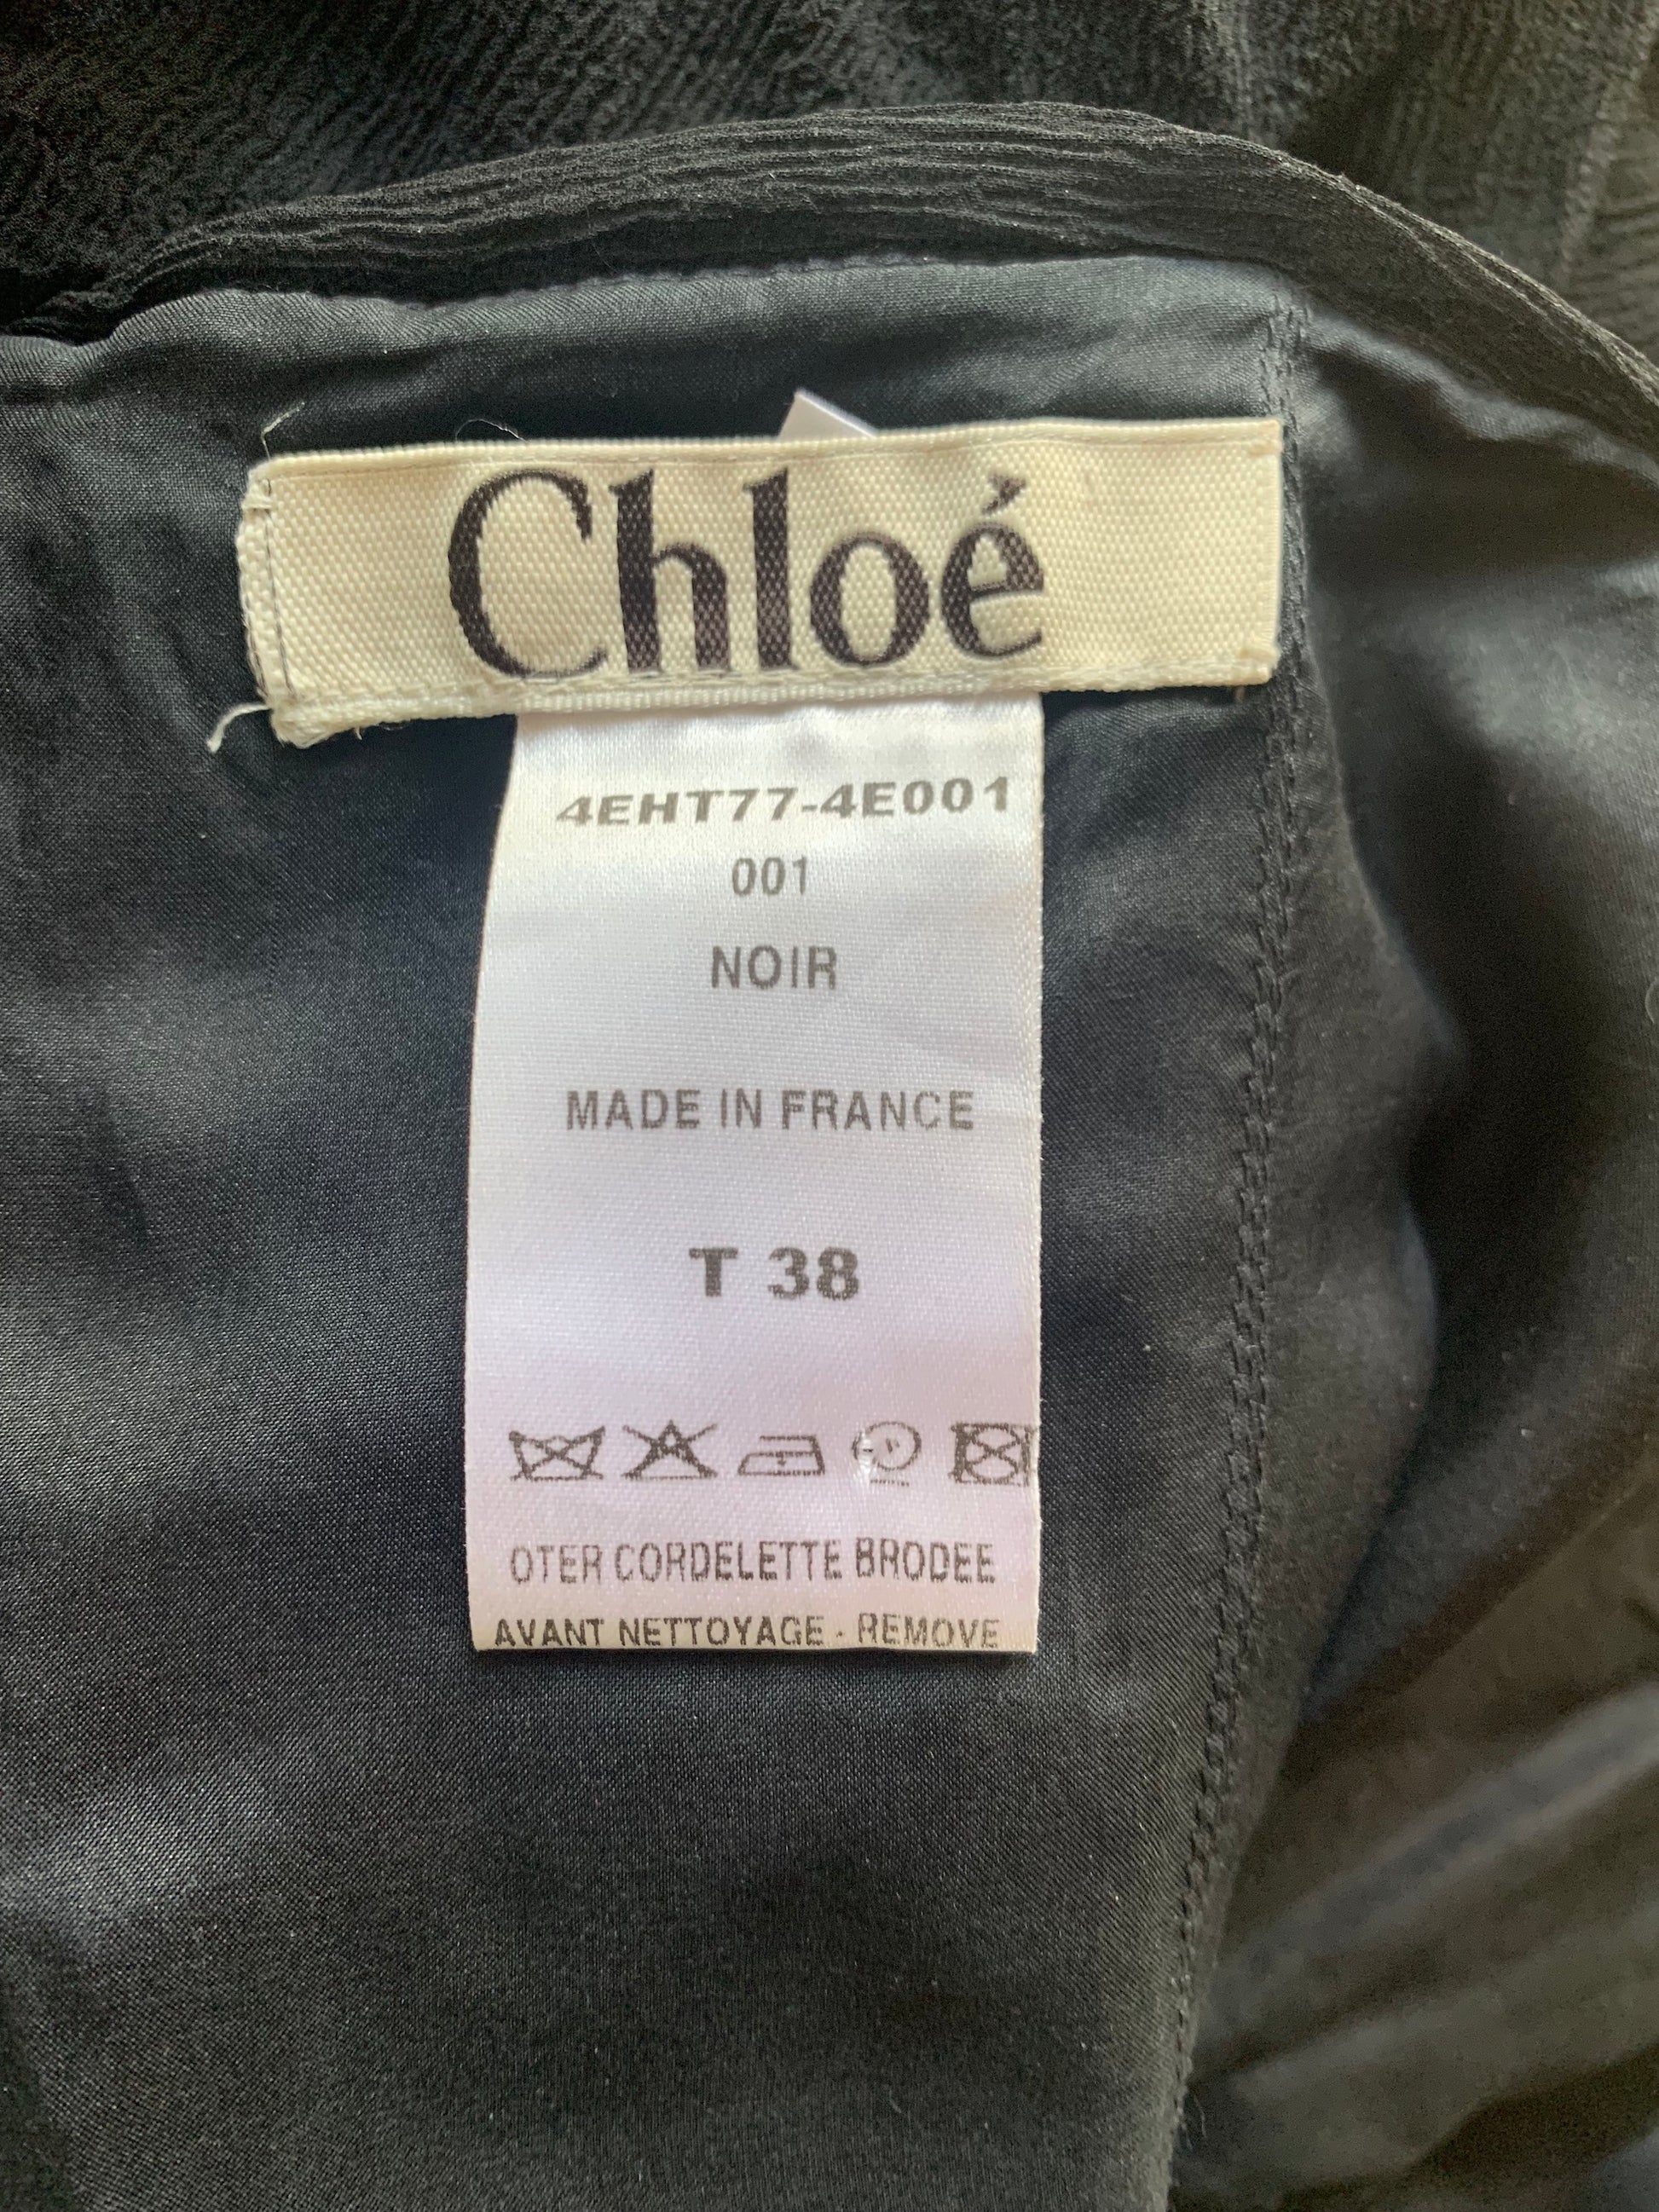 Chloé
4EHT77-4E001
001
NOIR
MADE IN FRANCE
T 38
OTER CORDELETTE BRODEE
AVANT NETTOYAGE - REMOVE